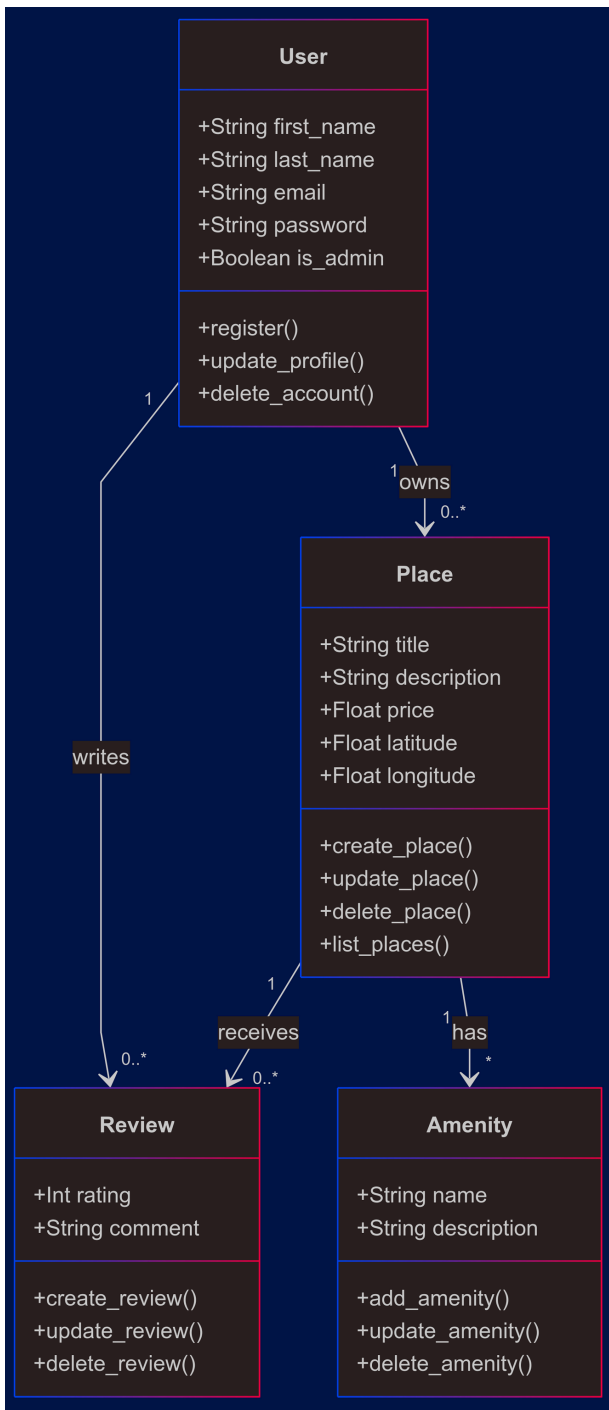 User
+String first_name
+String last_name
+String email
+String password
+Boolean is_admin
+register()
+update_profile()
+delete_account()
1
1
owns
0..*
Place
+String title
+String description
+Float price
+Float latitude
+Float longitude
writes
+create_place()
+update_place()
+delete_place()
+list_places()
1
receives
0..*
0..*
1
has
*
Review
+Int rating
+String comment
+create_review()
+update_review()
+delete_review()
Amenity
+String name
+String description
+add_amenity()
+update_amenity()
+delete_amenity()